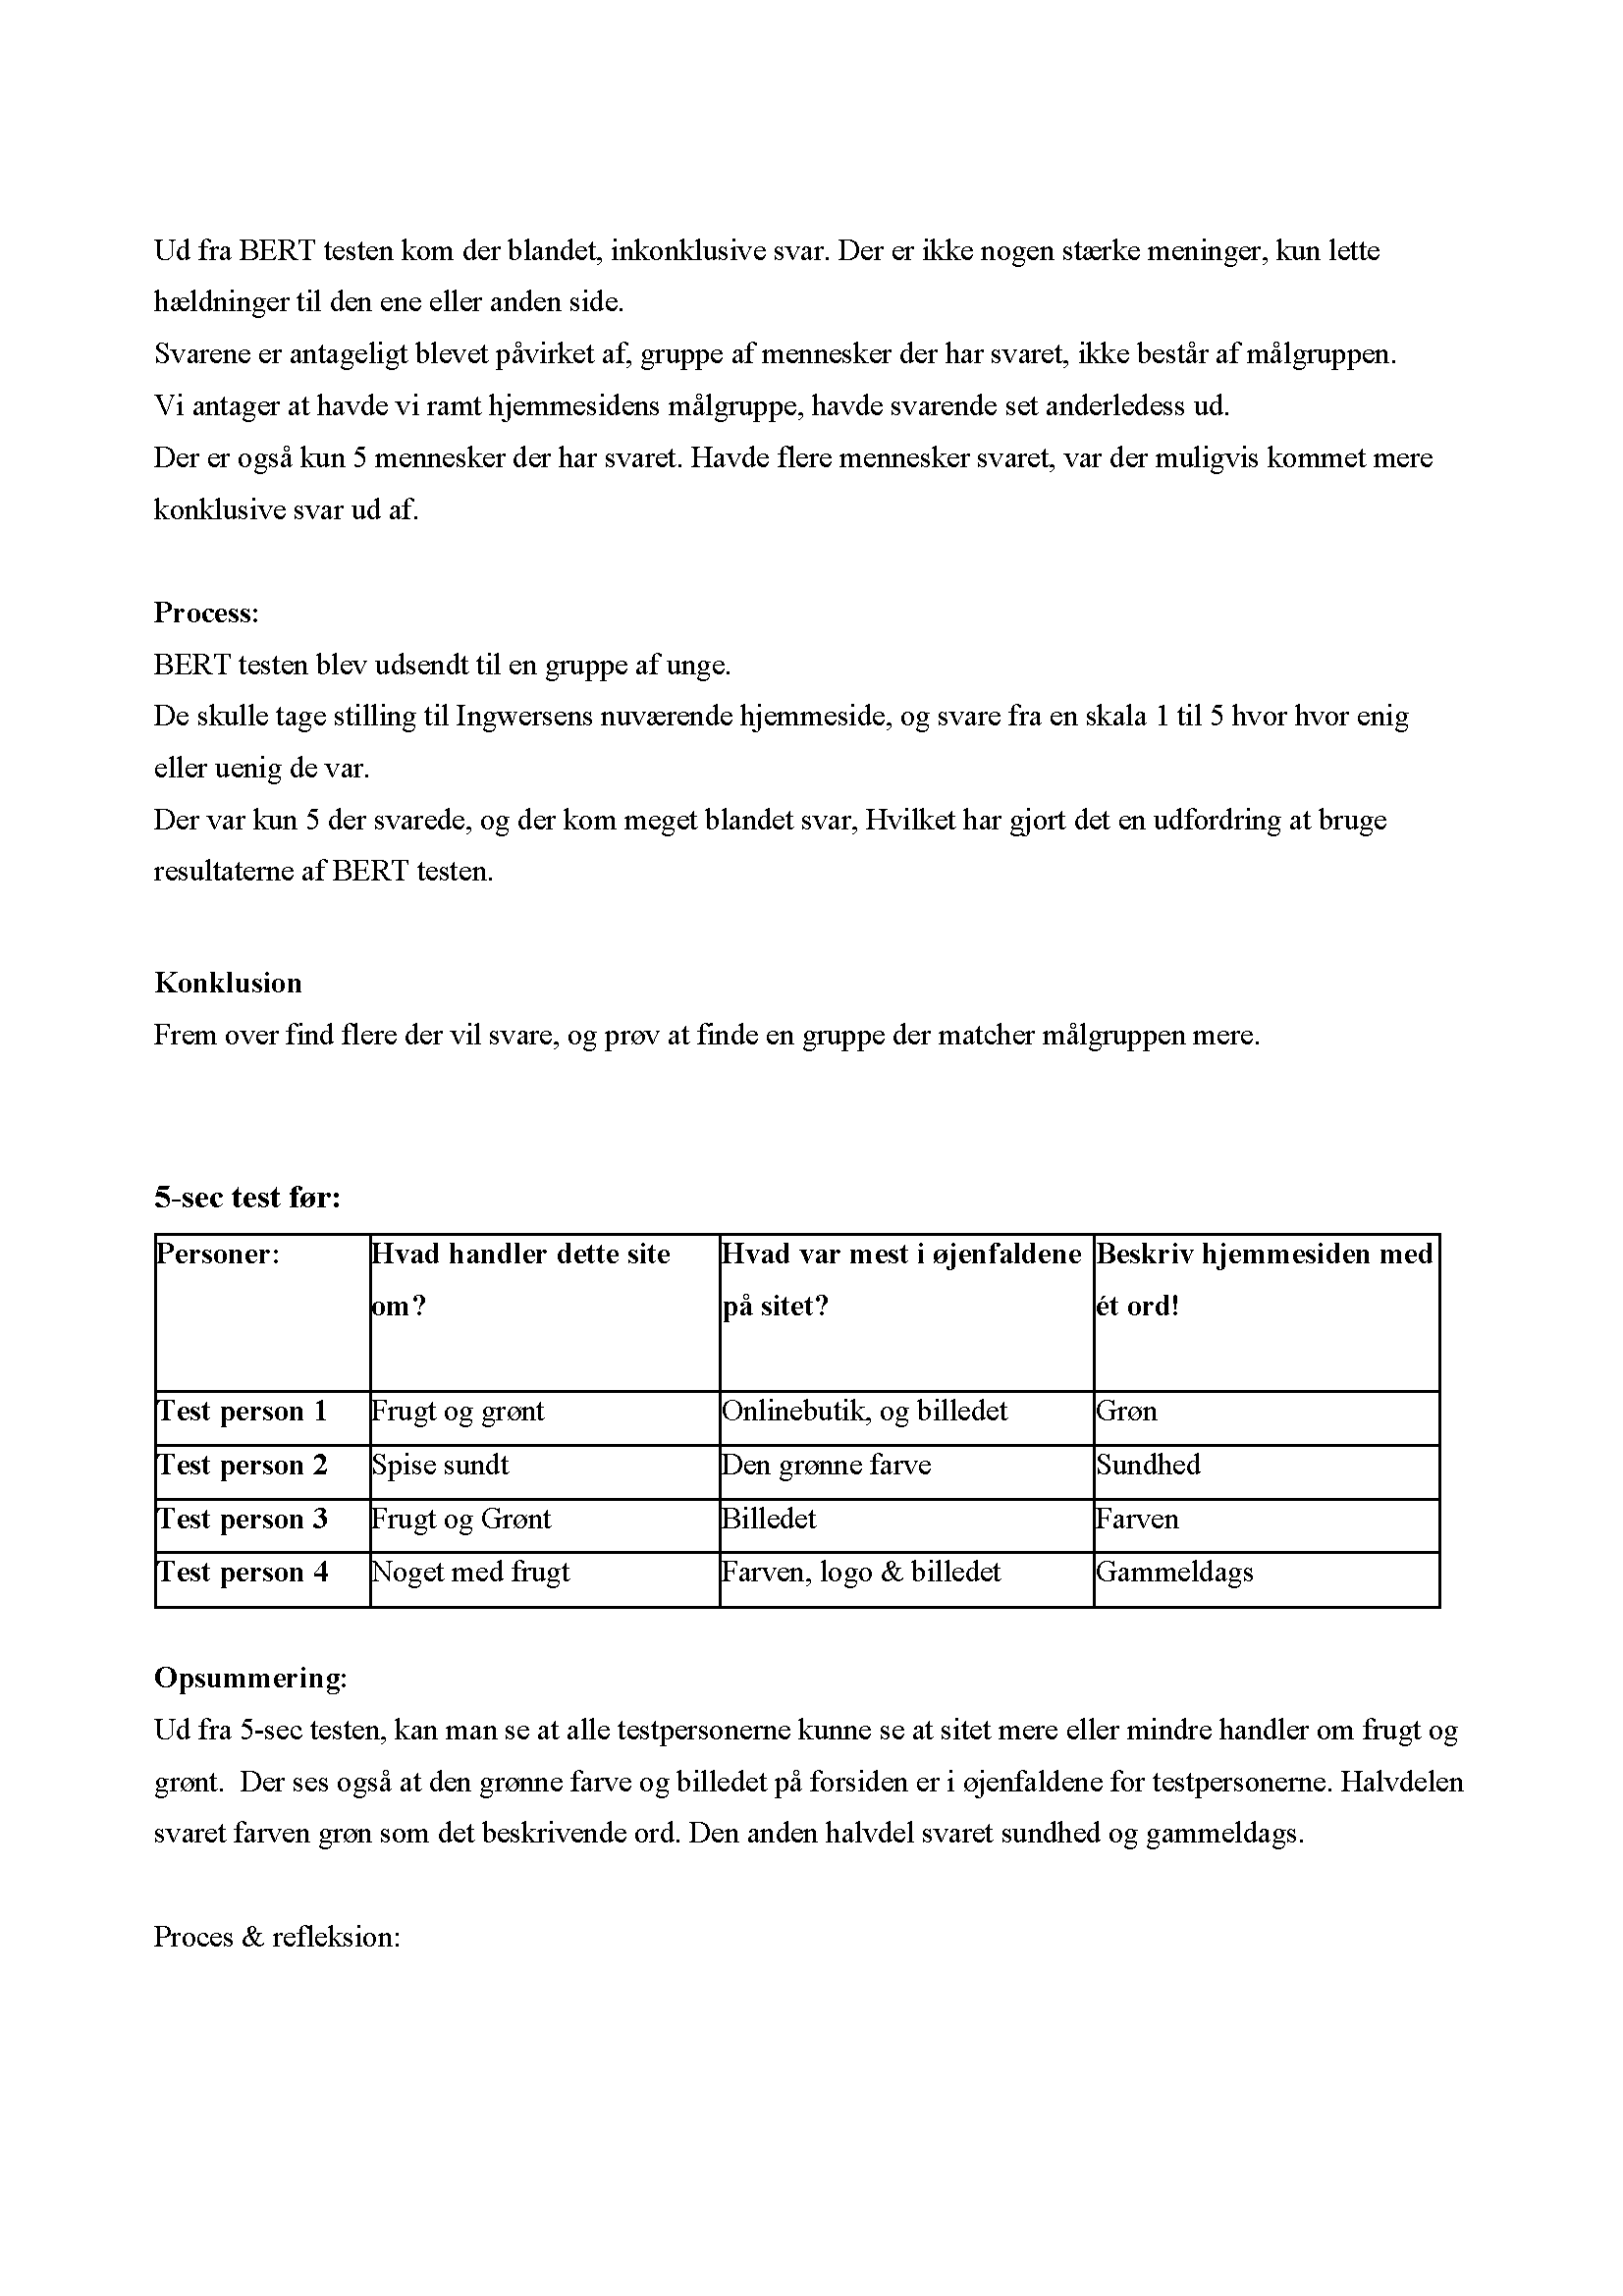 Ud fra BERT testen kom der blandet, inkonklusive svar. Der er ikke nogen stærke meninger, kun lette
hældninger til den ene eller anden side.
Svarene er antageligt blevet påvirket af, gruppe af mennesker der har svaret, ikke består af målgruppen.
Vi antager at havde vi ramt hjemmesidens målgruppe, havde svarende set anderledess ud.
Der er også kun 5 mennesker der har svaret. Havde flere mennesker svaret, var der muligvis kommet mere
konklusive svar ud af.
Process:
BERT testen blev udsendt til en gruppe af unge.
De skulle tage stilling til Ingwersens nuværende hjemmeside, og svare fra en skala 1 til 5 hvor hvor enig
eller uenig de var.
Der var kun 5 der svarede, og der kom meget blandet svar, Hvilket har gjort det en udfordring at bruge
resultaterne af BERT testen.
Konklusion
Frem over find flere der vil svare, og prøv at finde en gruppe der matcher målgruppen mere.
5-sec test før:
Personer: Hvad handler dette site Hvad var mest i øjenfaldene Beskriv hjemmesiden med
om? på sitet? ét ord!
Test person 1 Frugt og grønt Onlinebutik, og billedet Grøn
Test person 2 Spise sundt Den grønne farve Sundhed
Test person 3 Frugt og Grønt Billedet Farven
Test person 4 Noget med frugt Farven, logo & billedet Gammeldags
Opsummering:
Ud fra 5-sec testen, kan man se at alle testpersonerne kunne se at sitet mere eller mindre handler om frugt og
grønt.  Der ses også at den grønne farve og billedet på forsiden er i øjenfaldene for testpersonerne. Halvdelen
svaret farven grøn som det beskrivende ord. Den anden halvdel svaret sundhed og gammeldags.
Proces & refleksion: